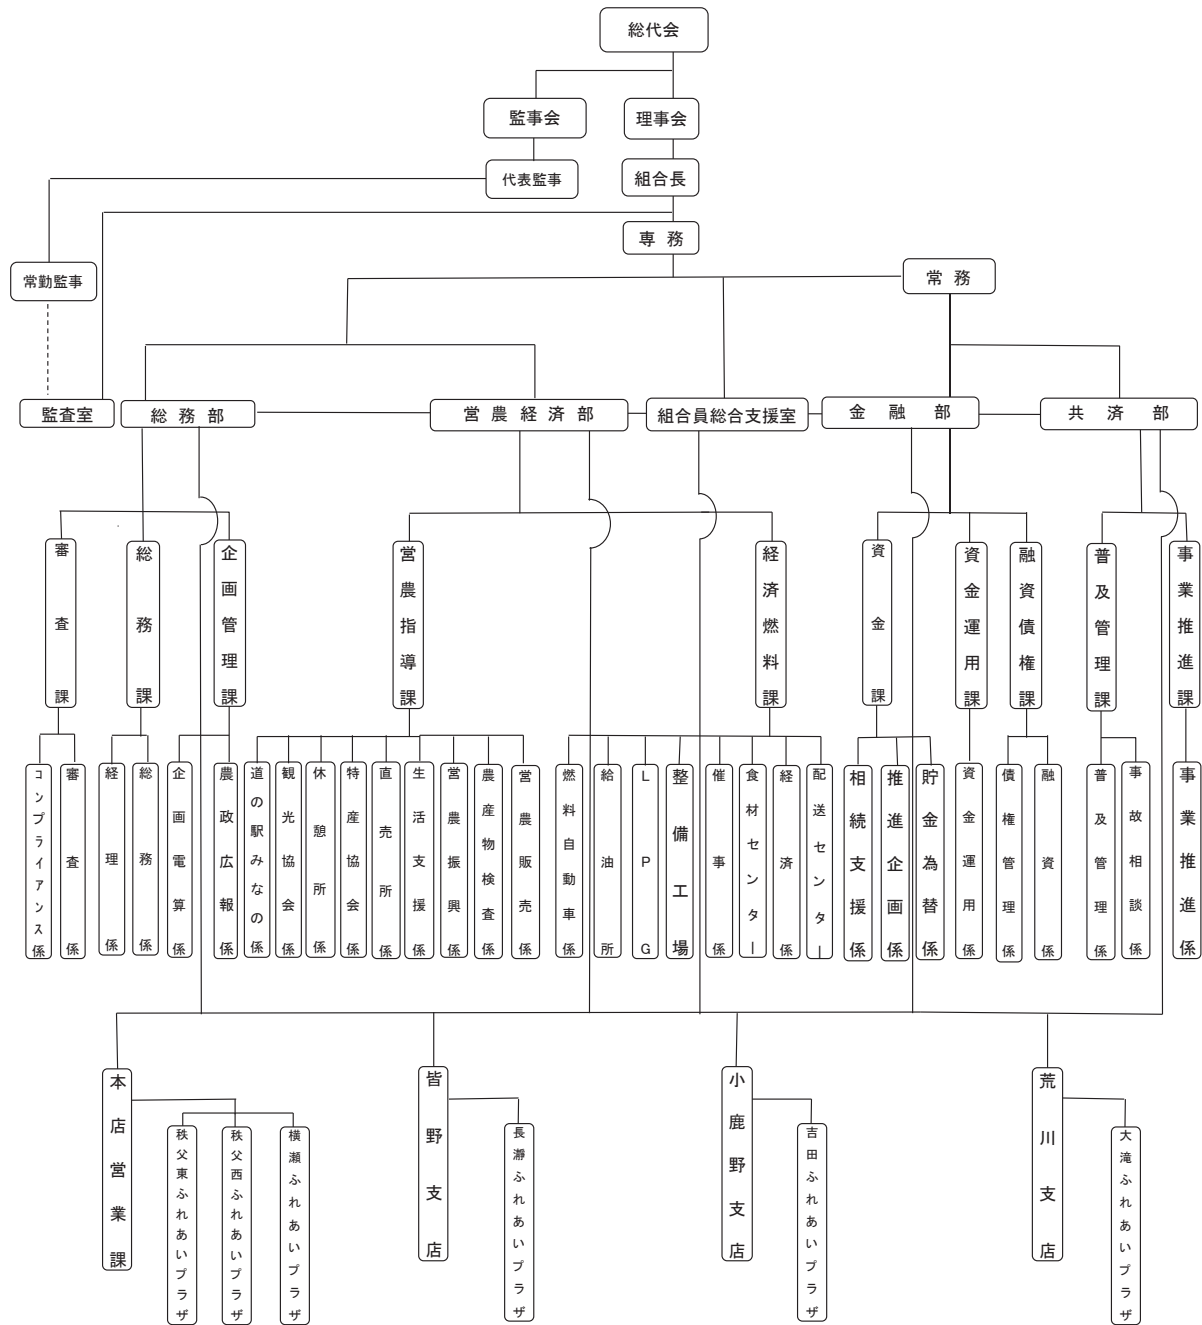 総代会
監事会
理事会
代表監事
組合長
専務
常勤監事
常務
監査室
総務部
営農経済部
組合員総合支援室
金融部
共済部
審査課
総務課
企画管理課
営農指導課
経済燃料課
資金課
資金運用課
融資債権課
普及管理課
事業推進課
コンプライアンス係
審査係
経理係
総務係
企画電算係
農政広報係
道の駅みなの係
観光協会係
休憩所係
特産協会係
直売所係
生活支援係
営農振興係
農産物検査係
営農販売係
燃料自動車係
給油所
LPG
整備工場
催事係
食材センター
経済係
配送センター
相続支援係
推進企画係
貯金為替係
資金運用係
債権管理係
融資係
普及管理係
事故相談係
事業推進係
本店営業課
秩父東ふれあいプラザ
秩父西ふれあいプラザ
横瀬ふれあいプラザ
皆野支店
長瀞ふれあいプラザ
小鹿野支店
吉田ふれあいプラザ
荒川支店
大滝ふれあいプラザ